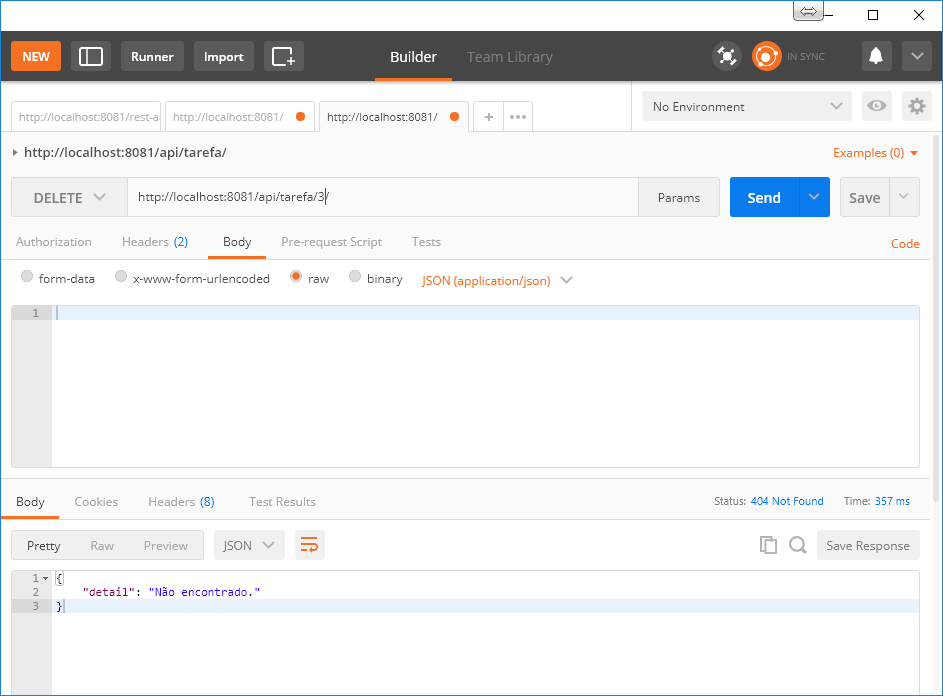 NEW Runner Import Builder Team Library IN SYNC
http://localhost:8081/rest-a http://localhost:8081/ http://localhost:8081/ + ••• No Environment
http://localhost:8081/api/tarefa/ Examples (0)
DELETE http://localhost:8081/api/tarefa/3/ Params Send Save
Authorization Headers (2) Body Pre-request Script Tests Code
form-data x-www-form-urlencoded raw binary JSON (application/json)
1
Body Cookies Headers (8) Test Results Status: 404 Not Found Time: 357 ms
Pretty Raw Preview JSON Save Response
1 {
2 "detail": "Não encontrado."
3 }